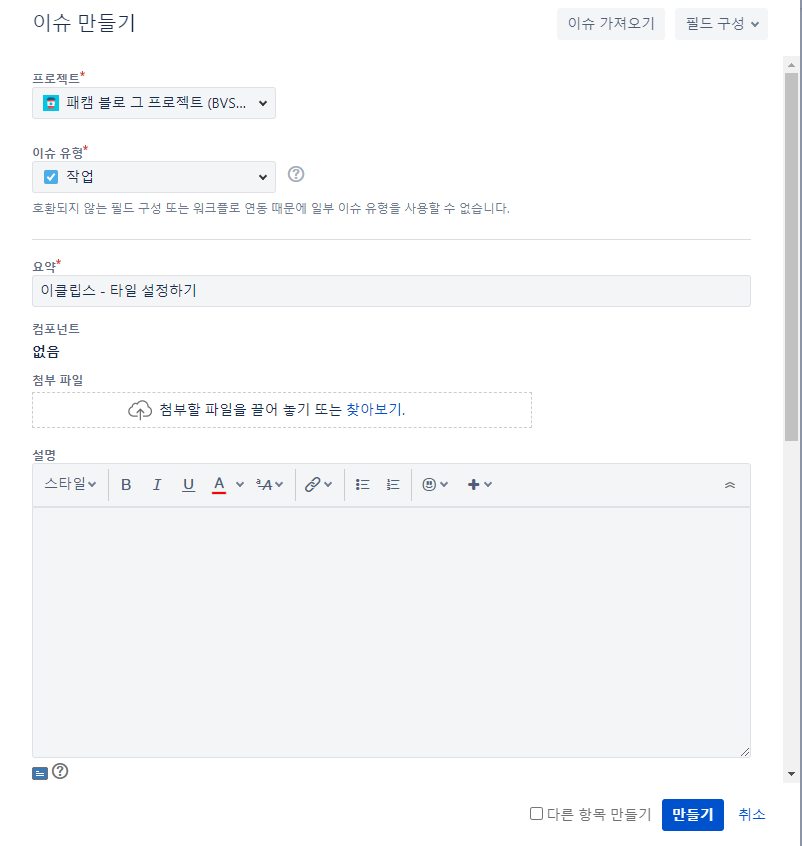 이슈 만들기
이슈 가져오기
필드 구성
프로젝트*
패캠 블로 그 프로젝트 (BVS...
이슈 유형*
작업
호환되지 않는 필드 구성 또는 워크플로 연동 때문에 일부 이슈 유형을 사용할 수 없습니다.
요약*
이클립스 - 타일 설정하기
컴포넌트
없음
첨부 파일
첨부할 파일을 끌어 놓기 또는 찾아보기.
설명
스타일 B I U A ªA
다른 항목 만들기 만들기 취소